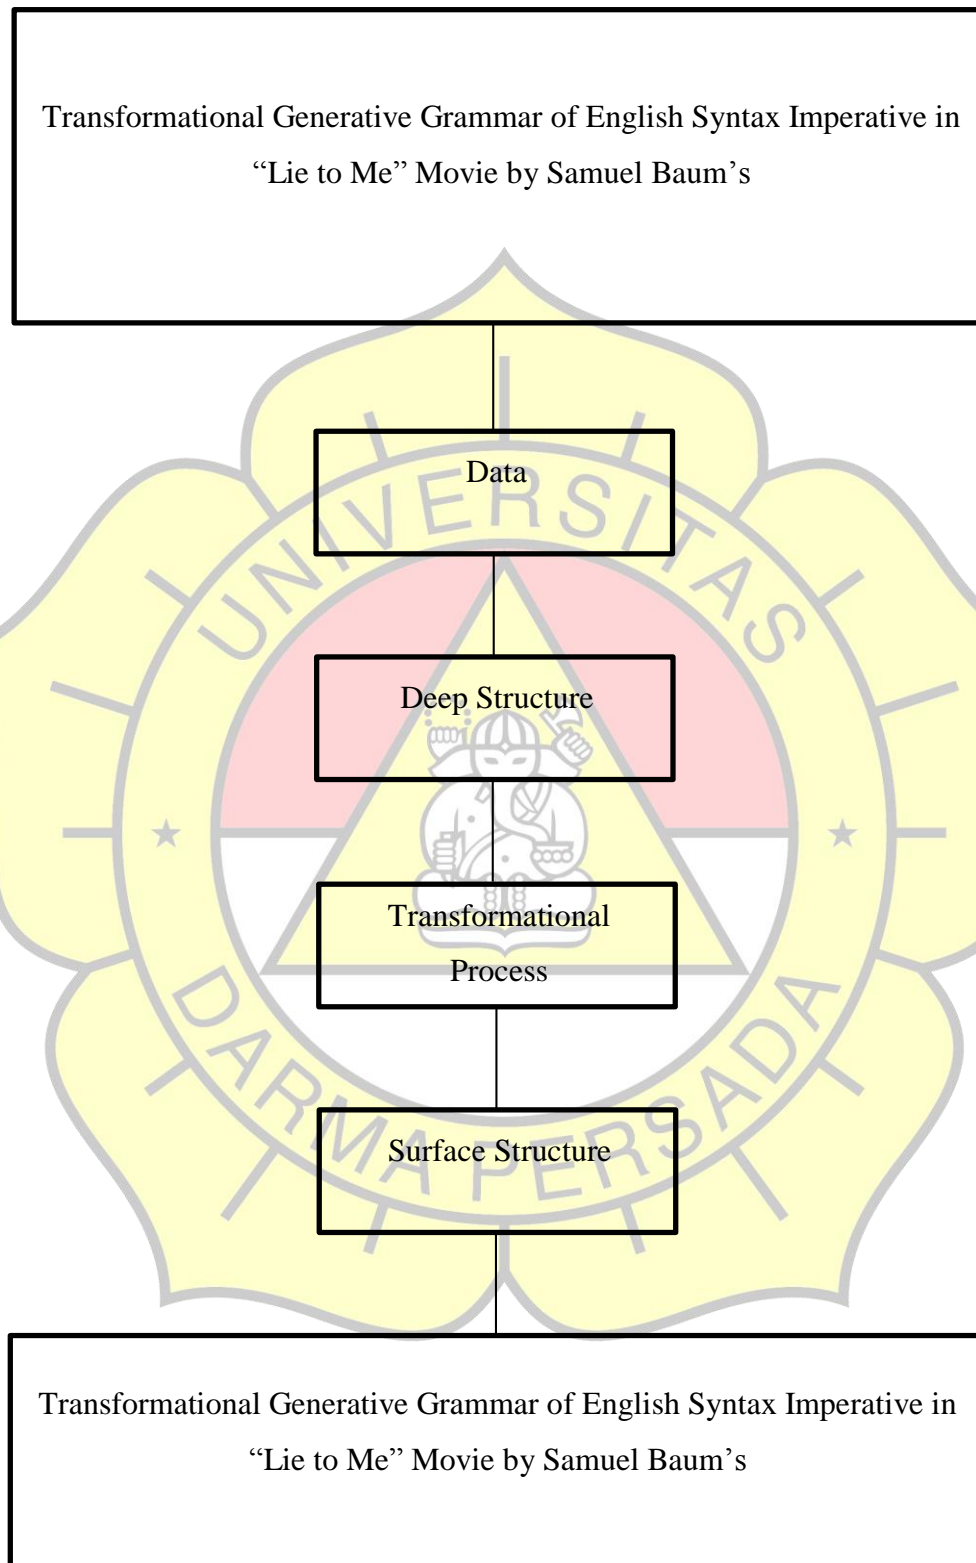 Transformational Generative Grammar of English Syntax Imperative in
“Lie to Me” Movie by Samuel Baum’s
Data
UNIVERSITAS
Deep Structure
Transformational
Process
Surface Structure
DARMA PERSADA
Transformational Generative Grammar of English Syntax Imperative in
“Lie to Me” Movie by Samuel Baum’s